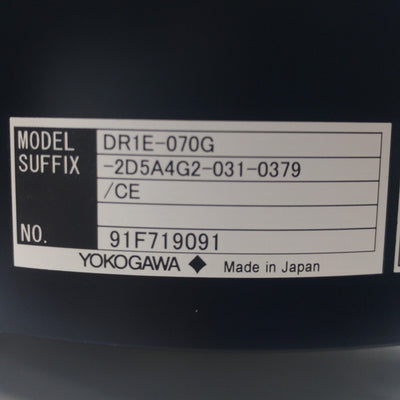 MODEL DR1E-070G
SUFFIX -2D5A4G2-031-0379
/CE
NO. 91F719091
YOKOGAWA ◆ Made in Japan